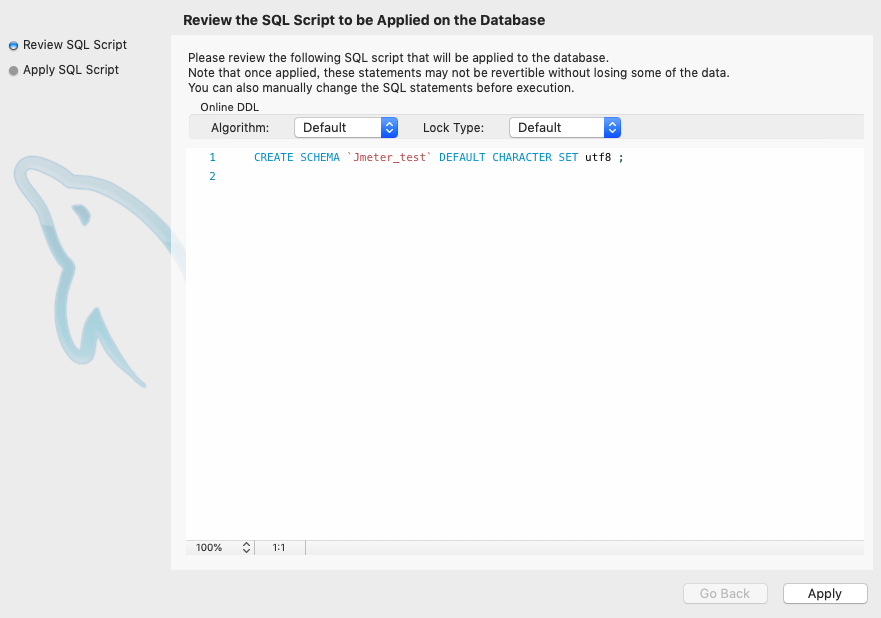 Review the SQL Script to be Applied on the Database
Review SQL Script
Apply SQL Script
Please review the following SQL script that will be applied to the database.
Note that once applied, these statements may not be revertible without losing some of the data.
You can also manually change the SQL statements before execution.
Online DDL
Algorithm: Default Lock Type: Default
1 CREATE SCHEMA `Jmeter_test` DEFAULT CHARACTER SET utf8 ;
2
100% 1:1
Go Back Apply